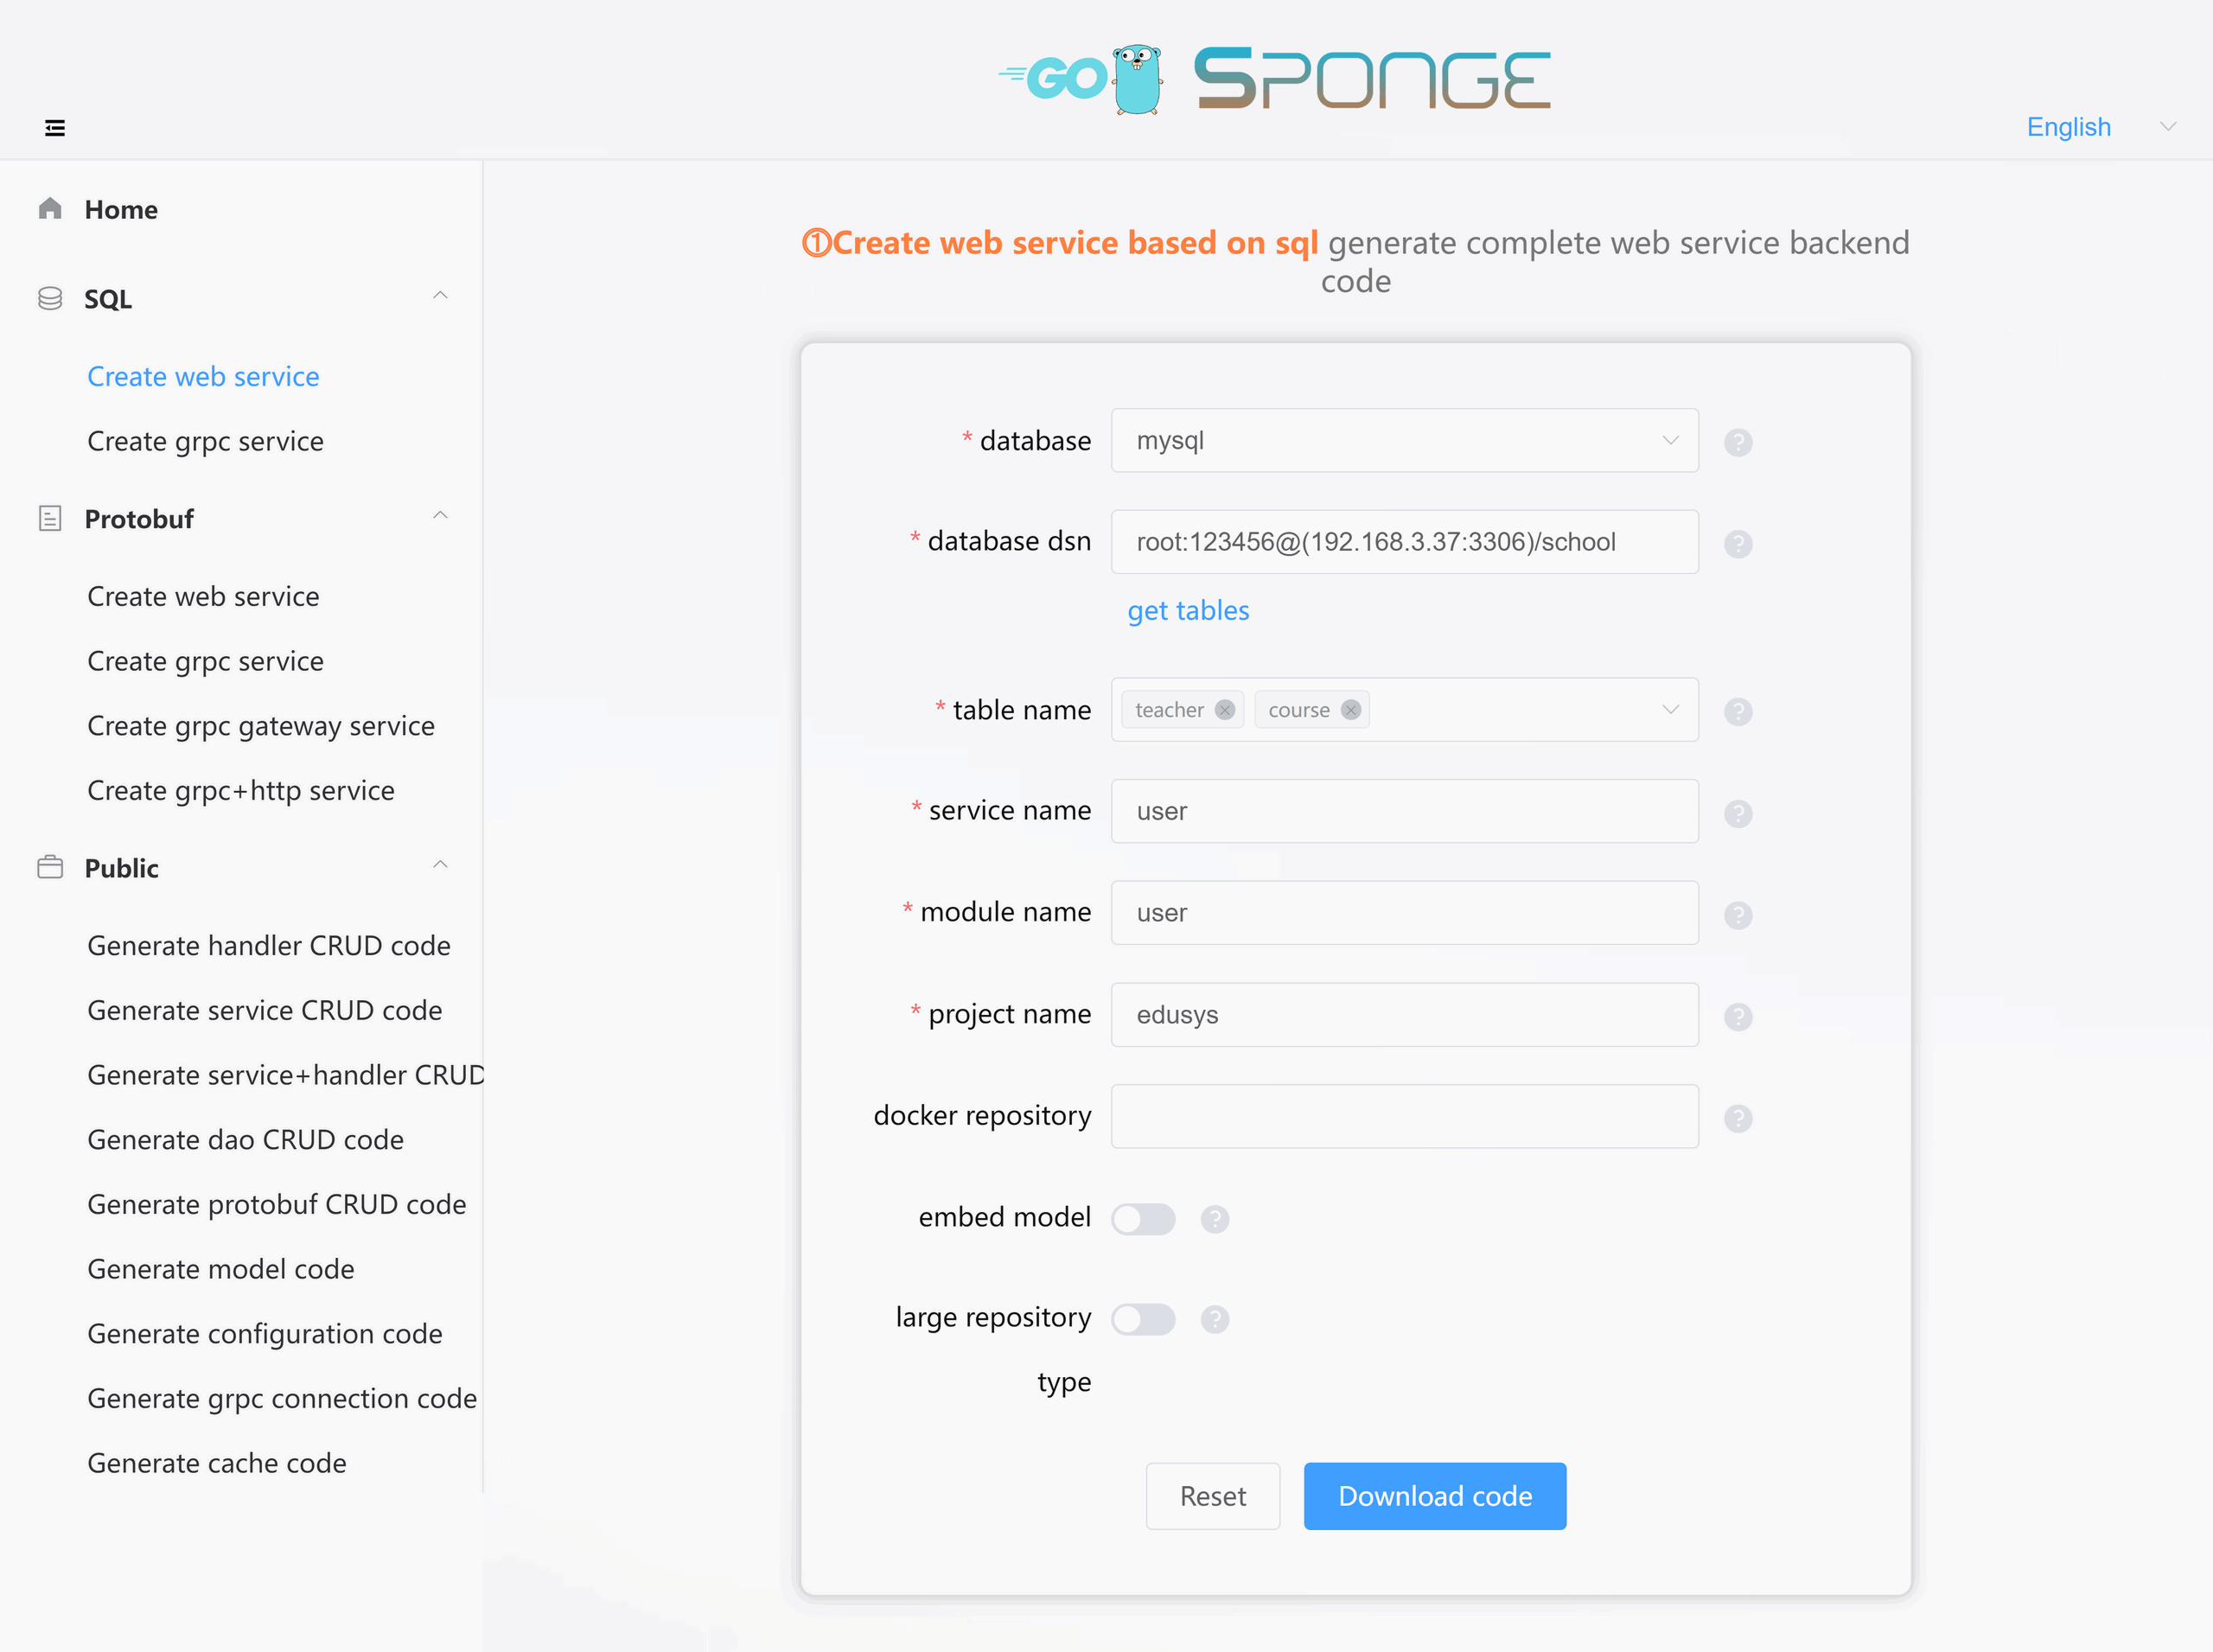 GO SPONGE
English
Home
SQL
Create web service
Create grpc service
Protobuf
Create web service
Create grpc service
Create grpc gateway service
Create grpc+http service
Public
Generate handler CRUD code
Generate service CRUD code
Generate service+handler CRUD
Generate dao CRUD code
Generate protobuf CRUD code
Generate model code
Generate configuration code
Generate grpc connection code
Generate cache code
①Create web service based on sql generate complete web service backend
code
* database mysql ?
* database dsn root:123456@(192.168.3.37:3306)/school ?
get tables
* table name teacher course ?
* service name user ?
* module name user ?
* project name edusys ?
docker repository ?
embed model ?
large repository ?
type
Reset Download code